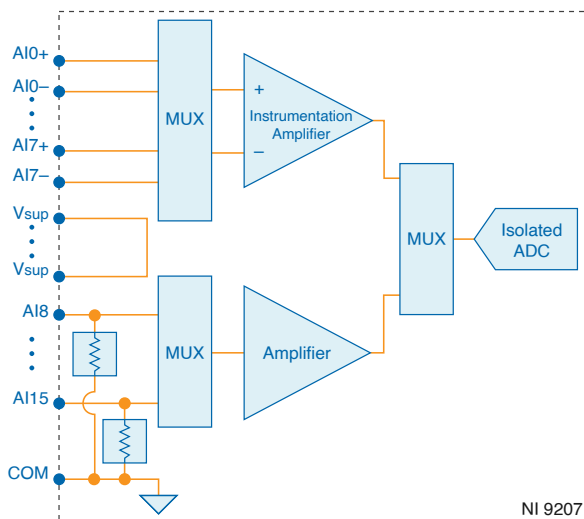 AI0+
AI0–
AI7+
AI7–
Vsup
Vsup
AI8
AI15
COM
MUX
+
–
Instrumentation
Amplifier
MUX
Amplifier
MUX
Isolated
ADC
NI 9207